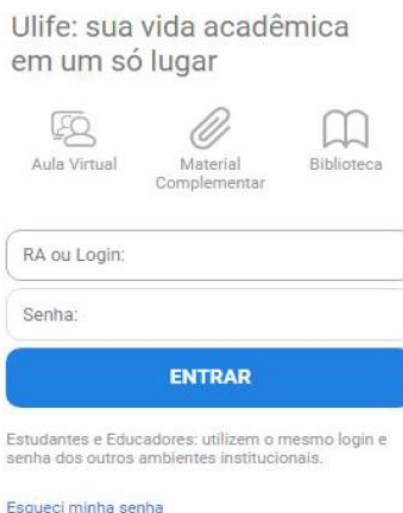 Ulife: sua vida acadêmica
em um só lugar
Aula Virtual
Material
Complementar
Biblioteca
RA ou Login:
Senha:
ENTRAR
Estudantes e Educadores: utilizem o mesmo login e
senha dos outros ambientes institucionais.
Esqueci minha senha